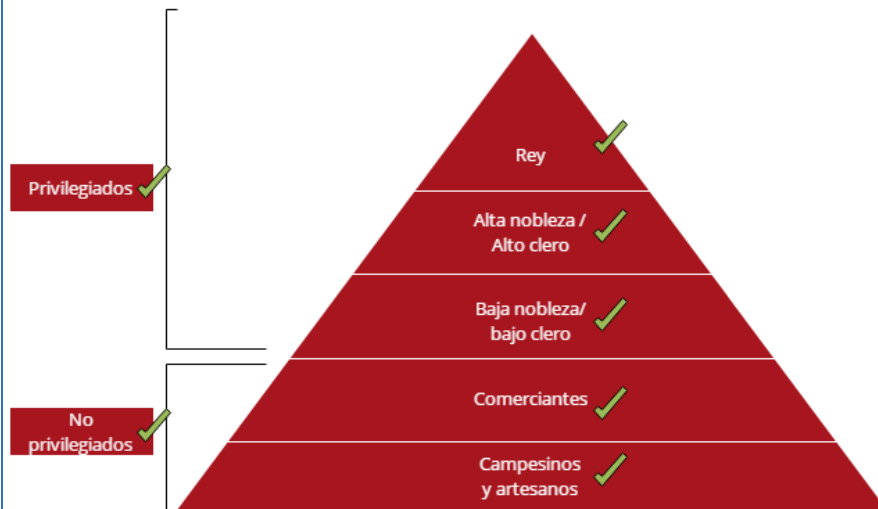 Rey
Privilegiados
Alta nobleza /
Alto clero
Baja nobleza/
bajo clero
Comerciantes
No
privilegiados
Campesinos
y artesanos